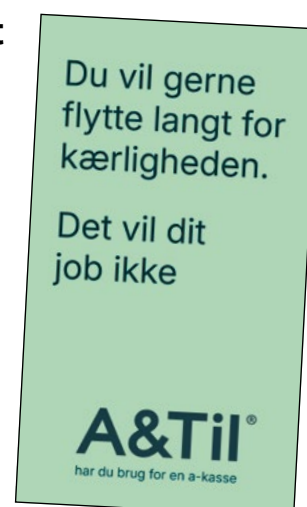 t
Du vil gerne
flytte langt for
kærligheden.
Det vil dit
job ikke
A&Til®
har du brug for en a-kasse